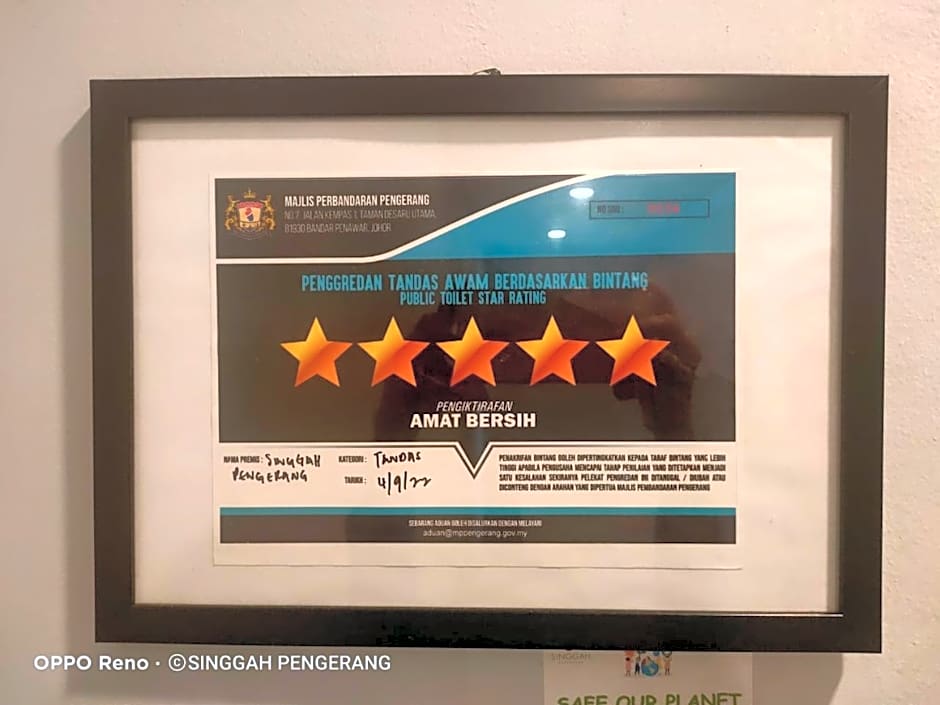 MAJLIS PERBANDARAN PENGERANG
NO.7, JALAN KEMPAS 1, TAMAN DESARU UTAMA,
81930 BANDAR PENAWAR, JOHOR
NO SIRI :
PENGGREDAN TANDAS AWAM BERDASARKAN BINTANG
PUBLIC TOILET STAR RATING
PENGIKTIRAFAN
AMAT BERSIH
NAMA PREMIS : SINGGAH
PENGERANG
KATEGORI : TANDAS
TARIKH : 4/9/22
PENAKRIFAN BINTANG BOLEH DIPERTINGKATKAN KEPADA TARAF BINTANG YANG LEBIH
TINGGI APABILA PENGUSAHA MENCAPAI TAHAP PENILAIAN YANG DITETAPKAN MENJADI
SATU KESALAHAN SEKIRANYA PELEKAT PENGREDAN INI DITANGGAL / DIUBAH ATAU
DICONTENG DENGAN ARAHAN YANG DIPERTUA MAJLIS PERBANDARAN PENGERANG
SEBARANG ADUAN BOLEH DISALURKAN DENGAN MELAYARI
aduan@mppengerang.gov.my
OPPO Reno · ©SINGGAH PENGERANG
SINGGAH
SAFE OUR PLANET